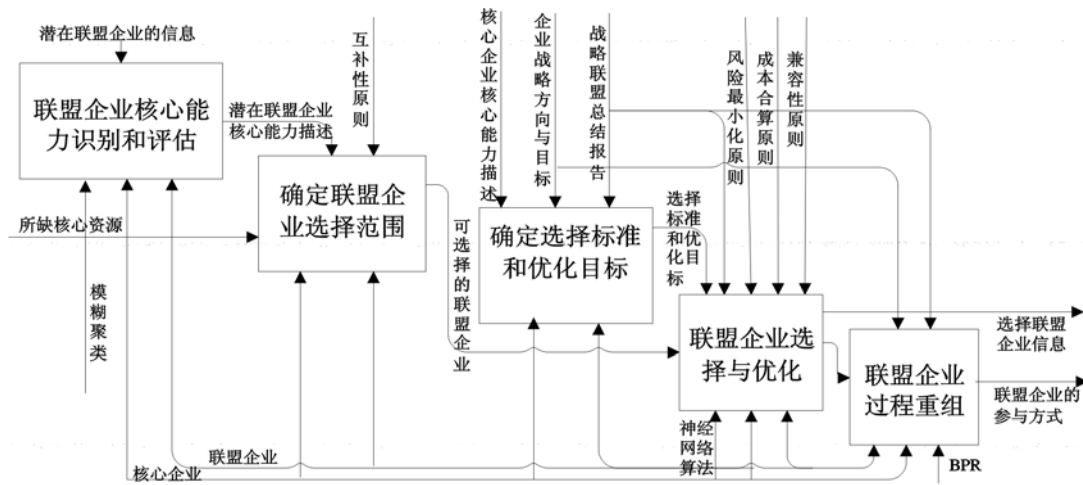 潜在联盟企业的信息
联盟企业核心能
力识别和评估
潜在联盟企业
核心能力描述
互补性原则
核心企业核心能力描述
企业战略方向与目标
战略联盟总结报告
风险最小化原则
成本合算原则
兼容性原则
确定联盟企
业选择范围
所缺核心资源
模糊聚类
可选择的联盟企业
确定选择标准
和优化目标
选择
标准
和优
化目
标
联盟企业选
择与优化
选择联盟
企业信息
联盟企业
过程重组
联盟企业的
参与方式
神经
网络
算法
联盟企业
核心企业
BPR